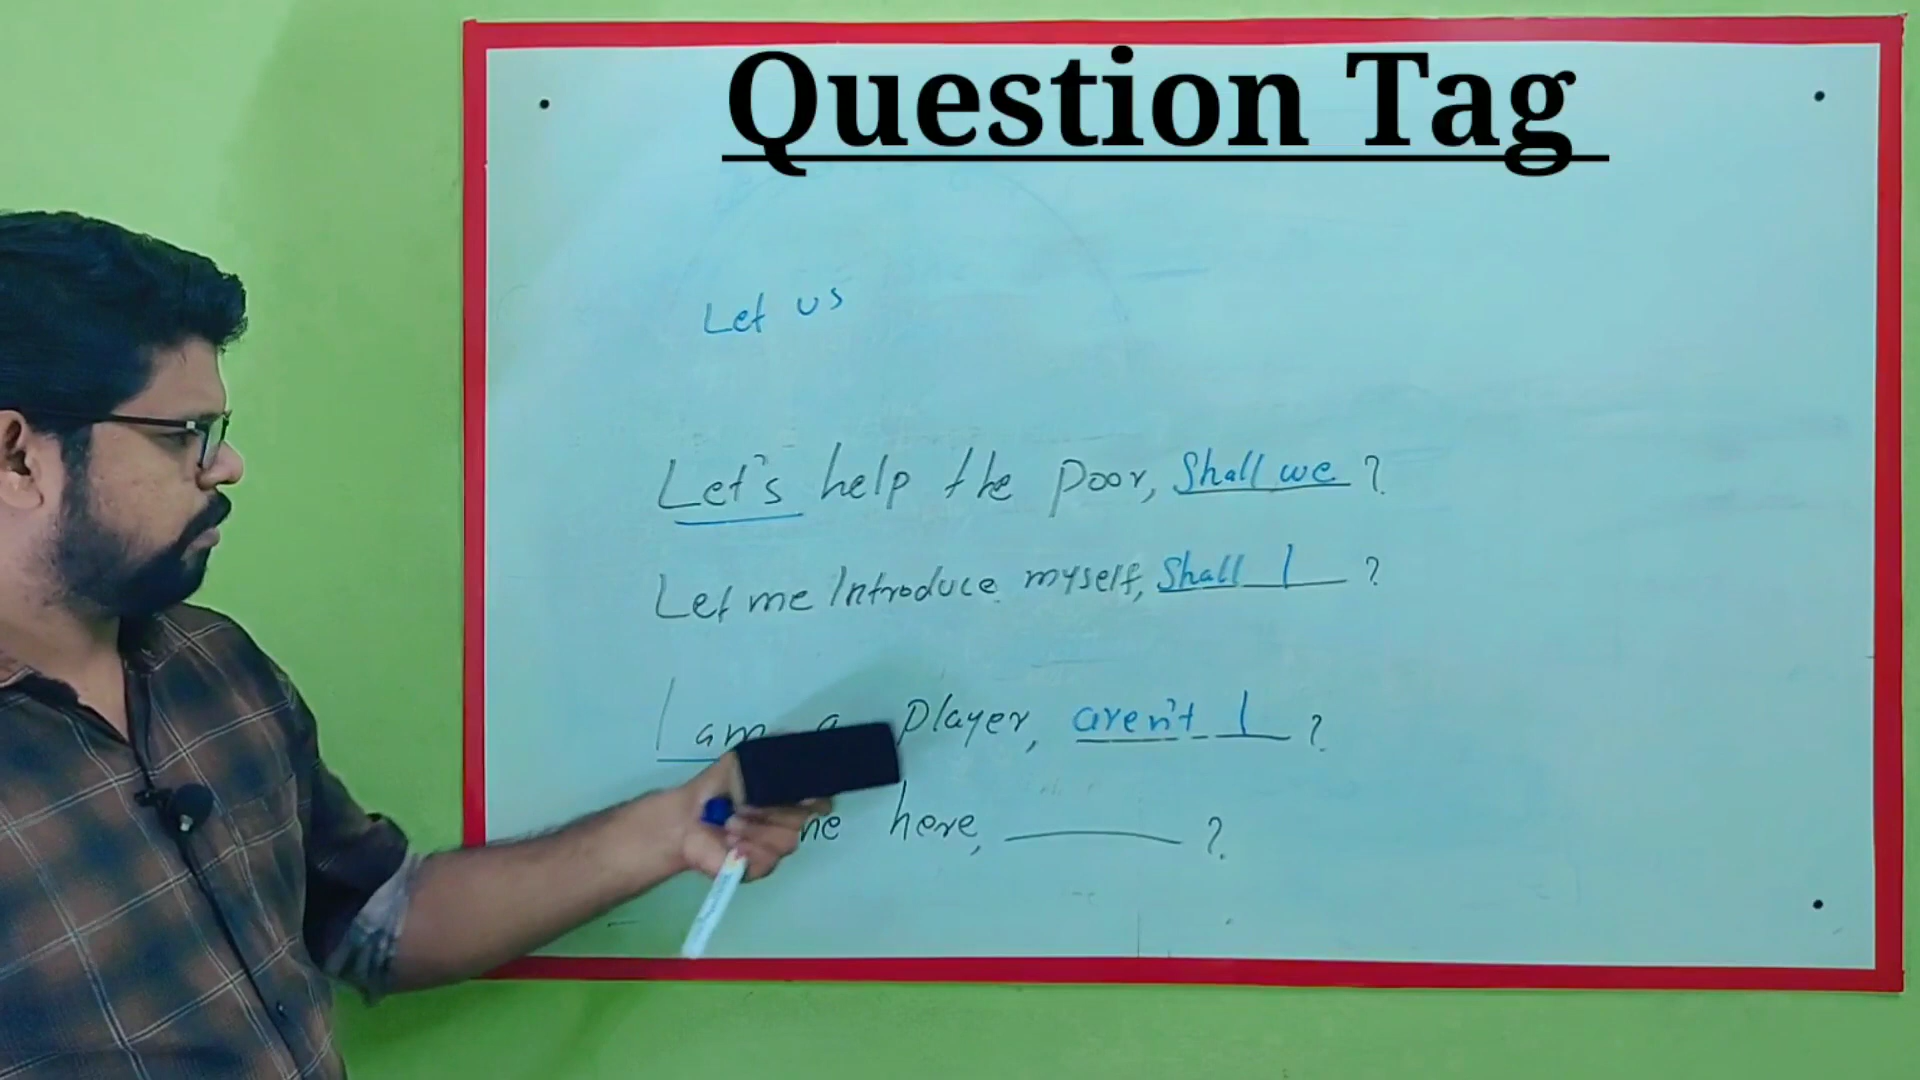 Question Tag
Let us
Let's help the poor, Shall we ?
Let me Introduce myself, Shall I ?
I am a player, aren't I ?
here, ?